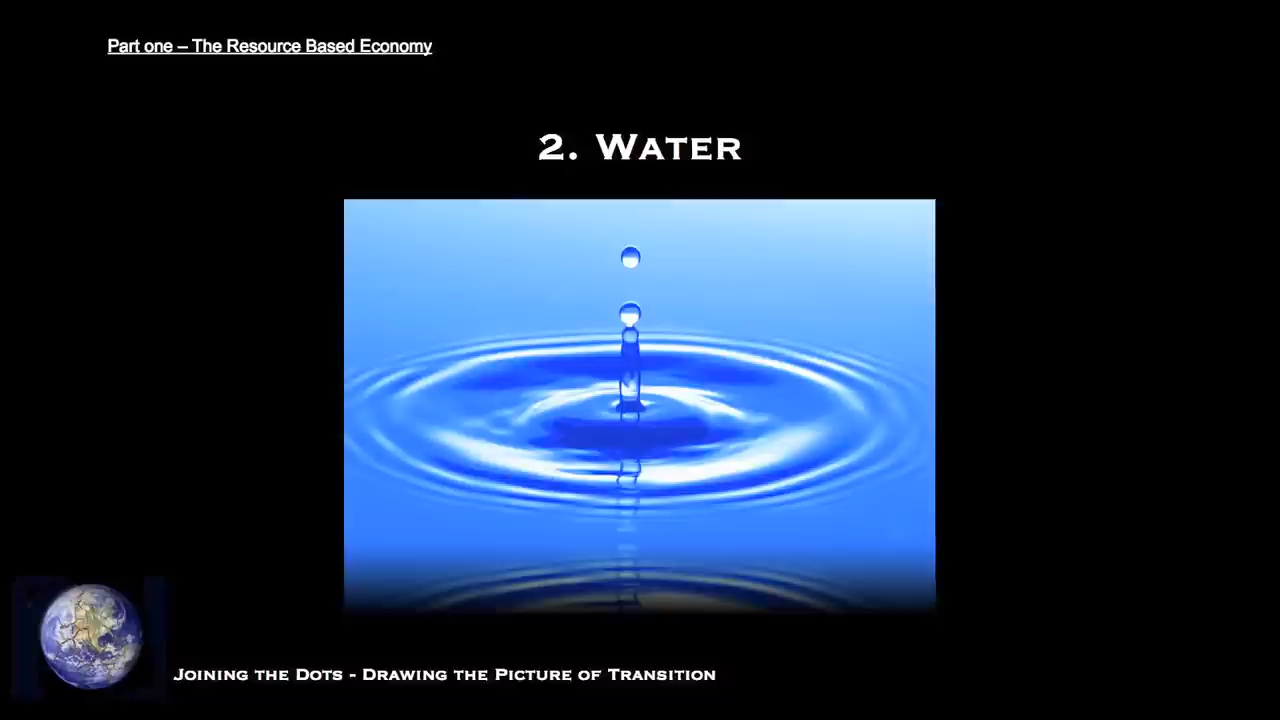 Part one – The Resource Based Economy
2. Water
Joining the Dots - Drawing the Picture of Transition